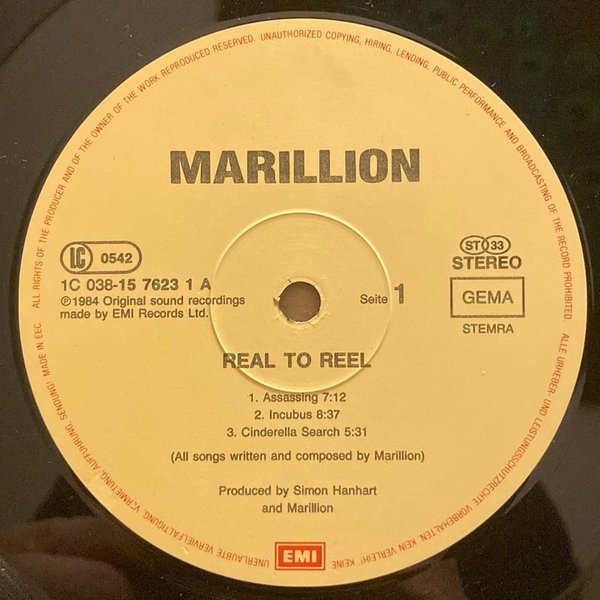 ALL RIGHTS OF THE PRODUCER AND OF THE OWNER OF THE WORK REPRODUCED RESERVED. UNAUTHORIZED COPYING, HIRING, LENDING, PUBLIC PERFORMANCE AND BROADCASTING OF THE RECORD PROHIBITED.
ALLE URHEBER- UND LEISTUNGSSCHUTZRECHTE VORBEHALTEN. KEIN VERLEIH! KEINE UNERLAUBTE VERVIELFÄLTIGUNG, VERMIETUNG, AUFFÜHRUNG, SENDUNG! MADE IN EEC.
MARILLION
LC 0542
1C 038-15 7623 1 A
℗1984 Original sound recordings
made by EMI Records Ltd.
Seite 1
ST 33
STEREO
GEMA
STEMRA
REAL TO REEL
1. Assassing 7:12
2. Incubus 8:37
3. Cinderella Search 5:31
(All songs written and composed by Marillion)
Produced by Simon Hanhart
and Marillion
EMI